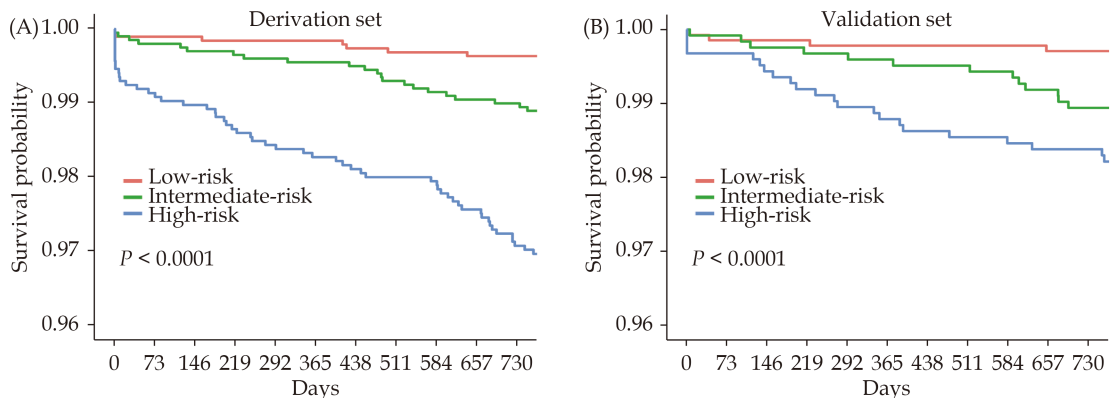 (A)
Derivation set
1.00
0.99
0.98
0.97
0.96
Survival probability
Low-risk
Intermediate-risk
High-risk
P < 0.0001
0 73 146 219 292 365 438 511 584 657 730
Days
(B)
Validation set
1.00
0.99
0.98
0.97
0.96
Survival probability
Low-risk
Intermediate-risk
High-risk
P < 0.0001
0 73 146 219 292 365 438 511 584 657 730
Days